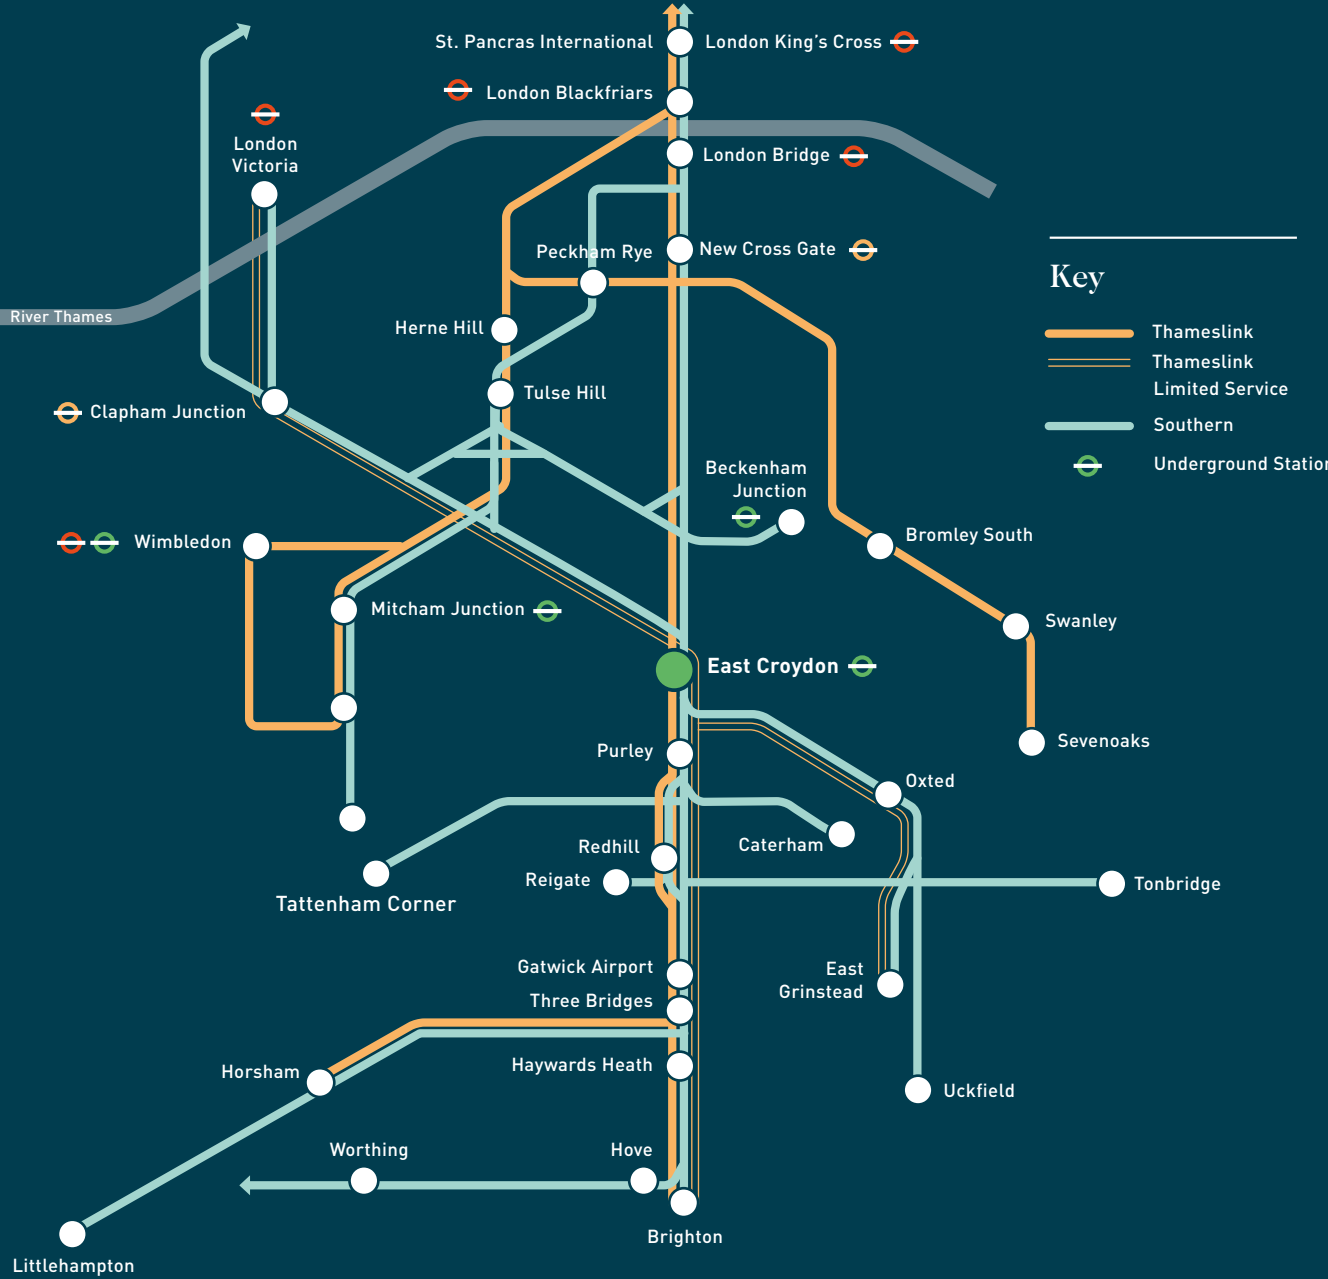 St. Pancras International
London King's Cross
London Blackfriars
London
Victoria
London Bridge
Peckham Rye
New Cross Gate
River Thames
Key
Herne Hill
Thameslink
Thameslink
Limited Service
Tulse Hill
Clapham Junction
Southern
Underground Station
Beckenham
Junction
Wimbledon
Bromley South
Mitcham Junction
Swanley
East Croydon
Purley
Sevenoaks
Oxted
Redhill
Caterham
Reigate
Tonbridge
Tattenham Corner
Gatwick Airport
East
Grinstead
Three Bridges
Horsham
Haywards Heath
Uckfield
Worthing
Hove
Brighton
Littlehampton